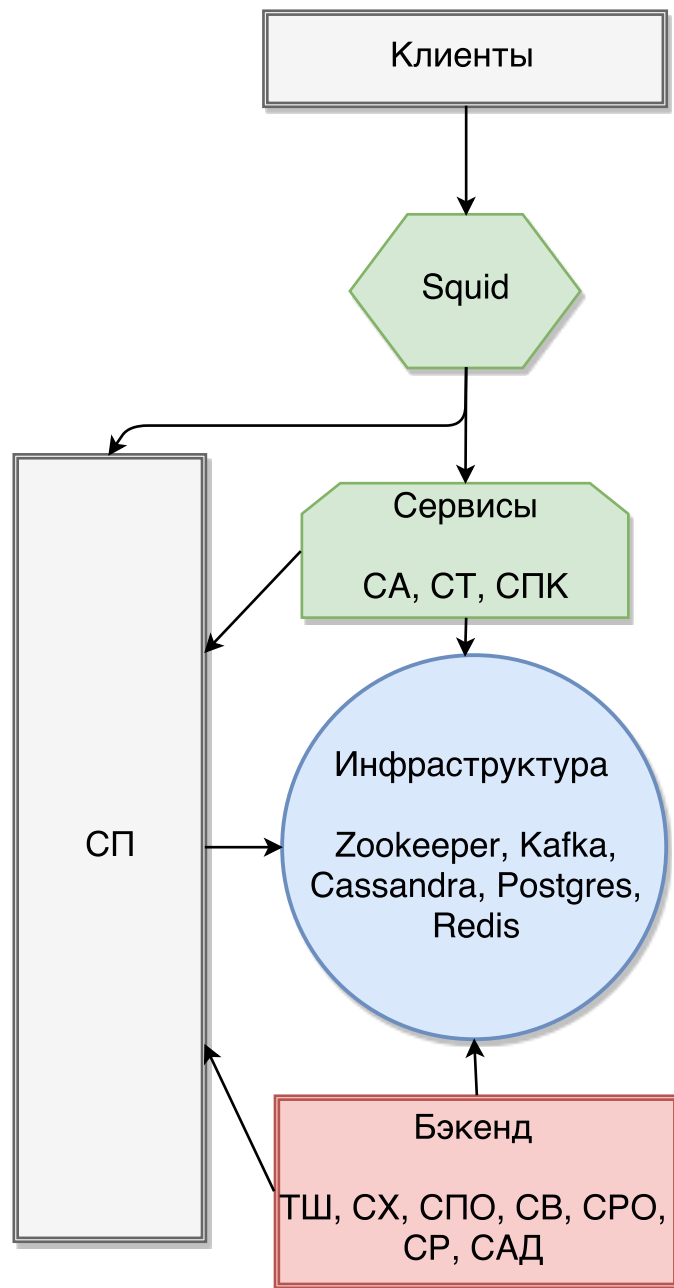 Клиенты
Squid
Сервисы
СА, СТ, СПК
Инфраструктура
Zookeeper, Kafka,
Cassandra, Postgres,
Redis
СП
Бэкенд
ТШ, СХ, СПО, СВ, СРО,
СР, САД